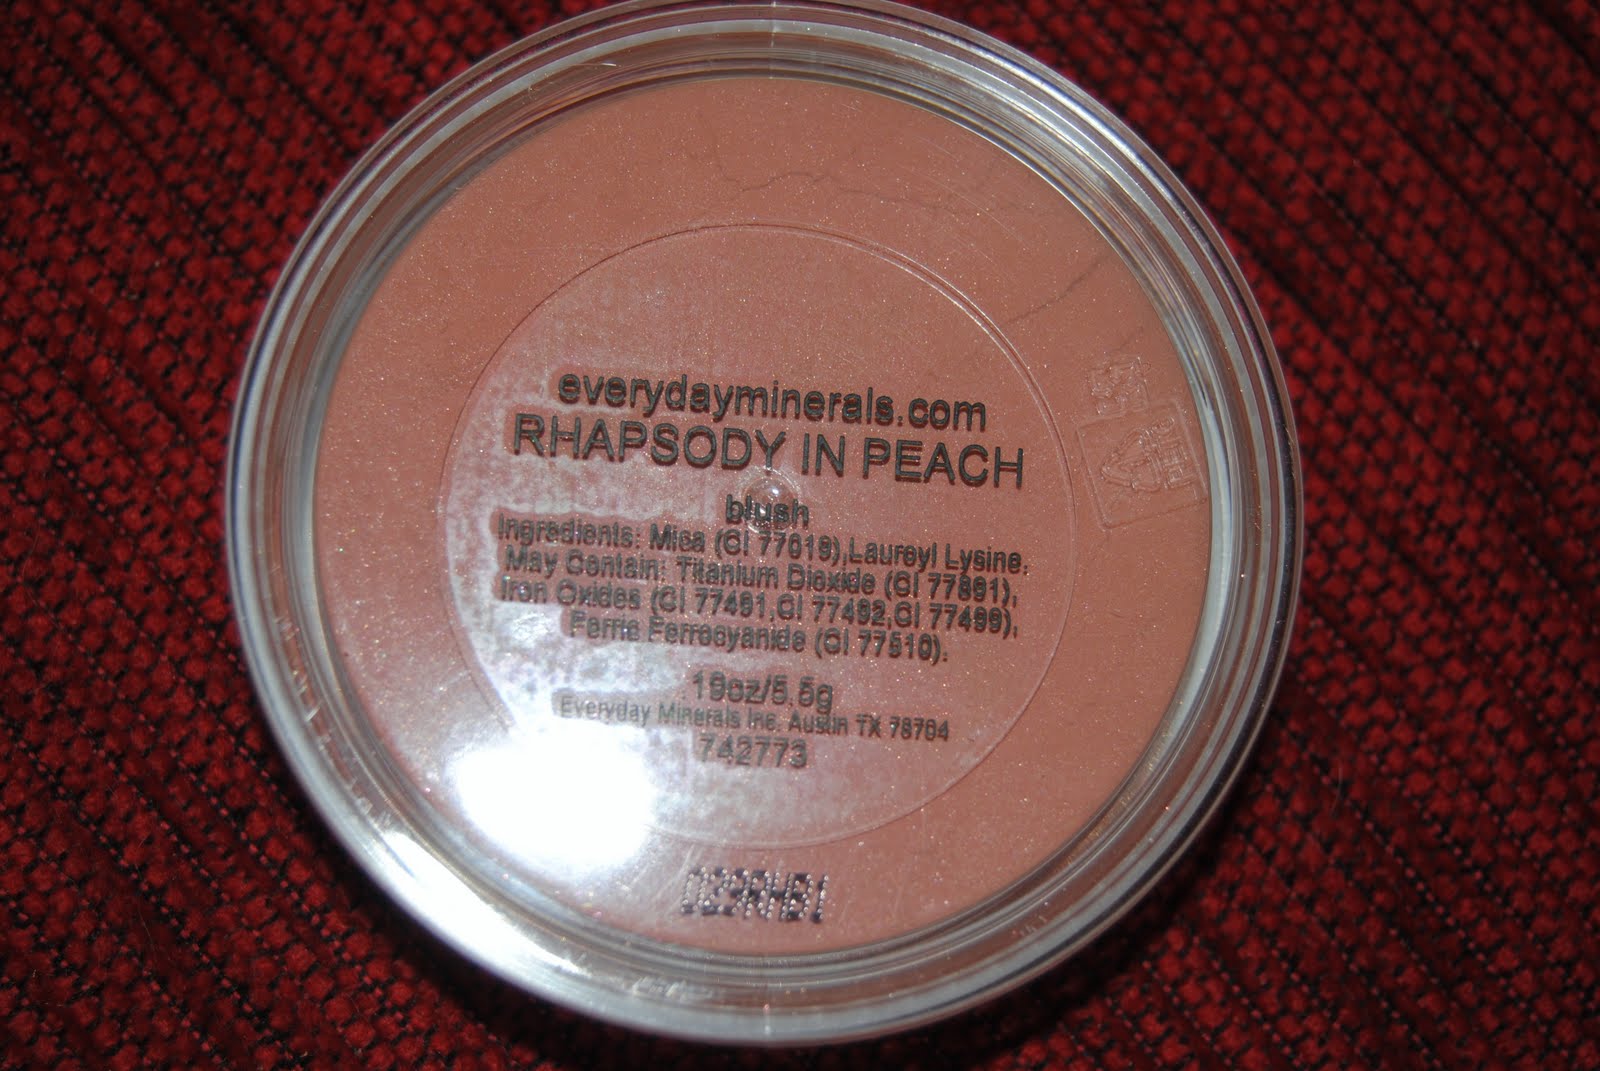 everydayminerals.com
RHAPSODY IN PEACH
blush
Ingredients: Mica (CI 77019),Lauroyl Lysine.
May Contain: Titanium Dioxide (CI 77891),
Iron Oxides (CI 77491,CI 77492,CI 77499),
Ferric Ferrocyanide (CI 77510).
.19oz/5.5g
Everyday Minerals Inc. Austin TX 78704
742773